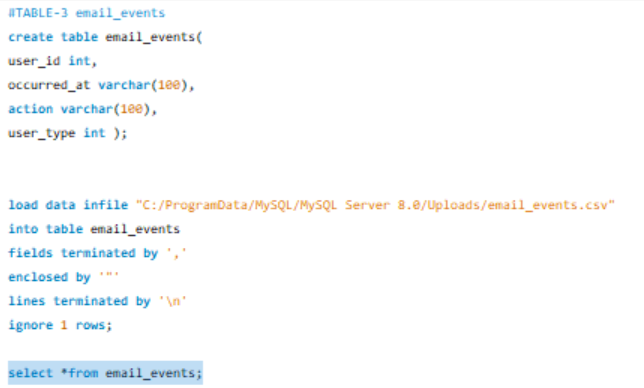 #TABLE-3 email_events
create table email_events(
user_id int,
occurred_at varchar(100),
action varchar(100),
user_type int );
load data infile "C:/ProgramData/MySQL/MySQL Server 8.0/Uploads/email_events.csv"
into table email_events
fields terminated by ','
enclosed by '"'
lines terminated by '\n'
ignore 1 rows;
select *from email_events;